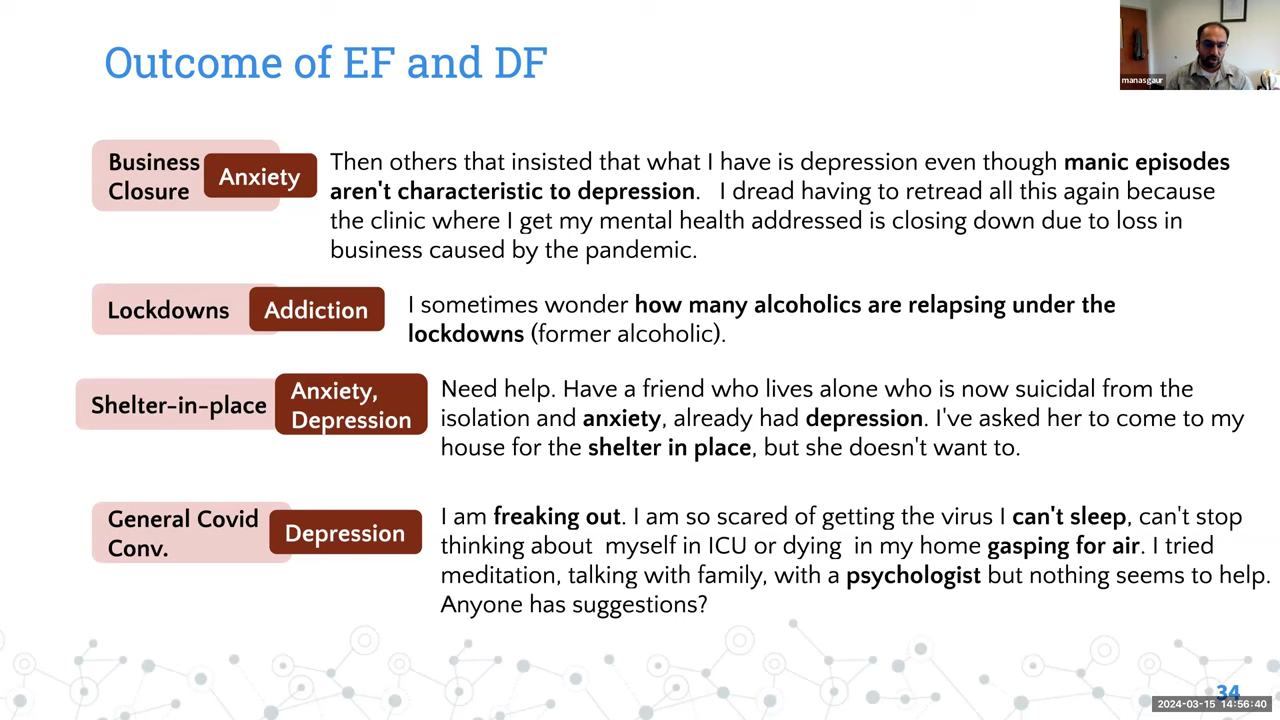 Outcome of EF and DF
manasgaur
Business
Closure
Anxiety
Then others that insisted that what I have is depression even though manic episodes
aren't characteristic to depression.   I dread having to retread all this again because
the clinic where I get my mental health addressed is closing down due to loss in
business caused by the pandemic.
Lockdowns
Addiction
I sometimes wonder how many alcoholics are relapsing under the
lockdowns (former alcoholic).
Shelter-in-place
Anxiety,
Depression
Need help. Have a friend who lives alone who is now suicidal from the
isolation and anxiety, already had depression. I've asked her to come to my
house for the shelter in place, but she doesn't want to.
General Covid
Conv.
Depression
I am freaking out. I am so scared of getting the virus I can't sleep, can't stop
thinking about  myself in ICU or dying  in my home gasping for air. I tried
meditation, talking with family, with a psychologist but nothing seems to help.
Anyone has suggestions?
34
2024-03-15 14:56:40